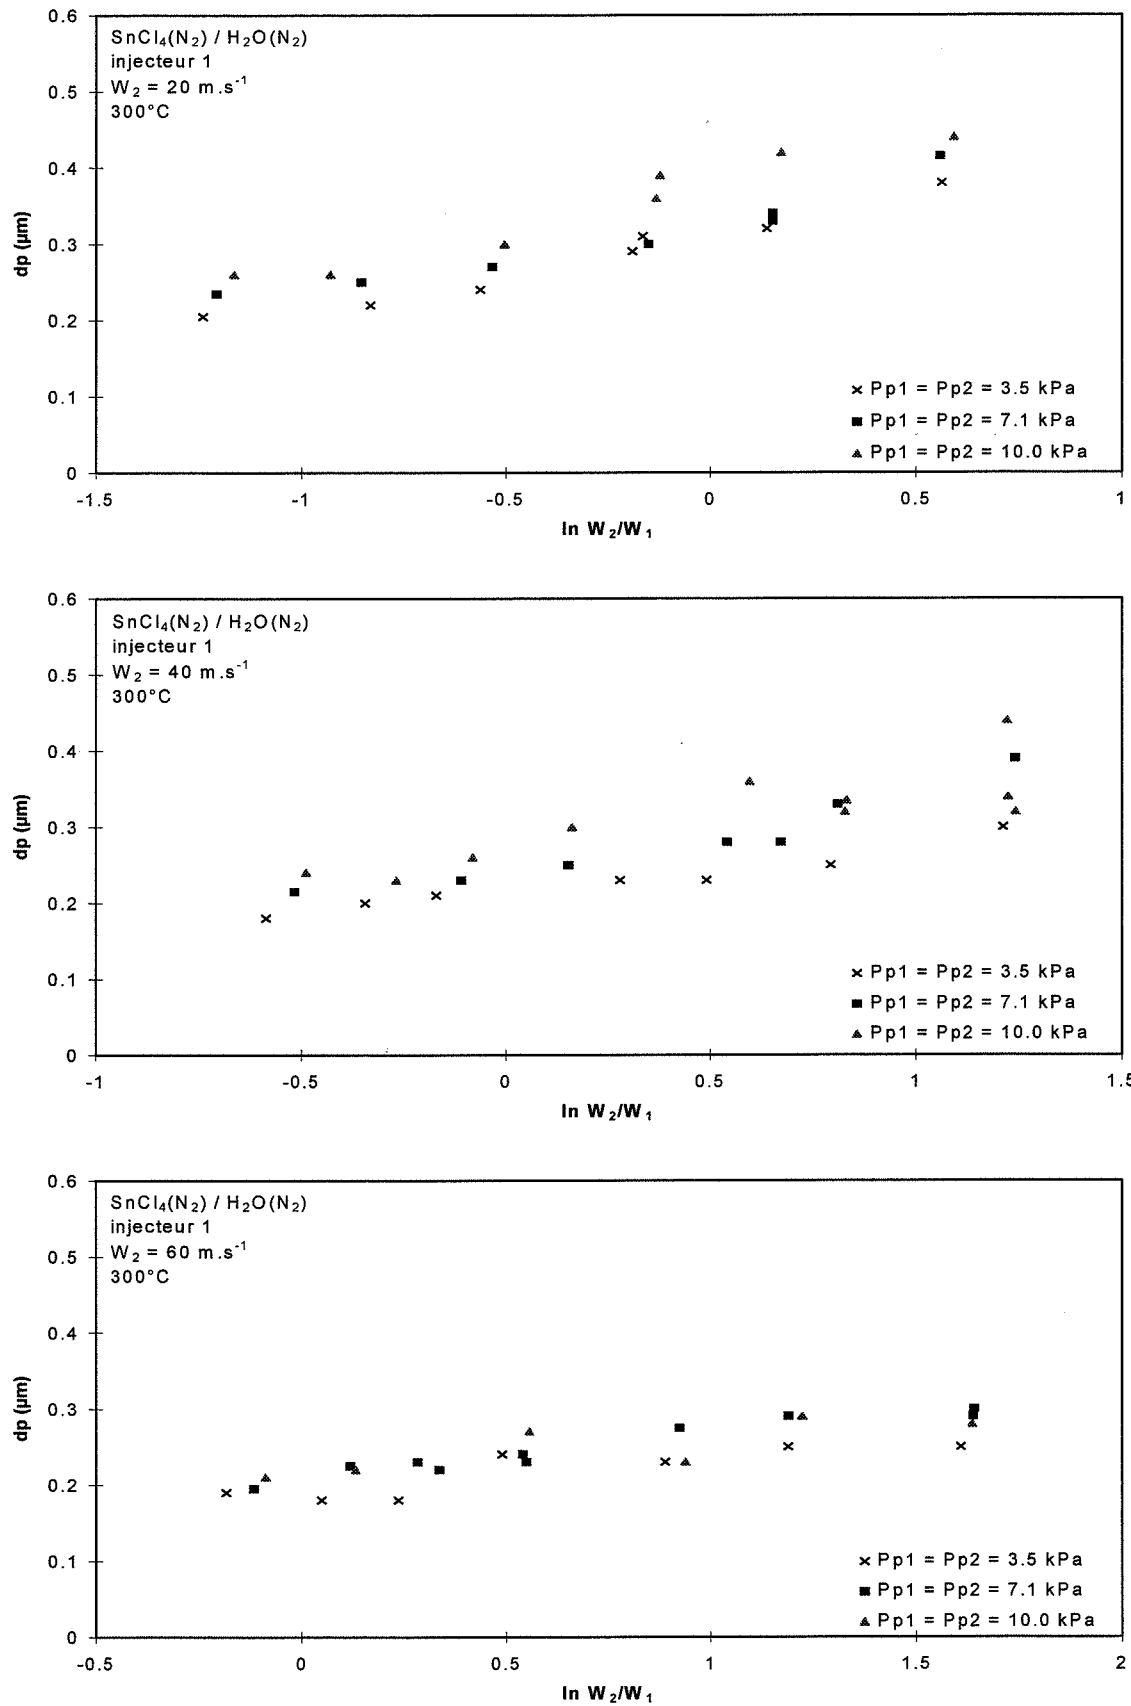 0.6
SnCl₄(N₂) / H₂O(N₂)
injecteur 1
W₂ = 20 m.s⁻¹
300°C
0.5
0.4
dp (µm)
0.3
0.2
0.1
0
Pp1 = Pp2 = 3.5 kPa
Pp1 = Pp2 = 7.1 kPa
Pp1 = Pp2 = 10.0 kPa
-1.5 -1 -0.5 0 0.5 1
ln W₂/W₁
0.6
SnCl₄(N₂) / H₂O(N₂)
injecteur 1
W₂ = 40 m.s⁻¹
300°C
0.5
0.4
dp (µm)
0.3
0.2
0.1
0
Pp1 = Pp2 = 3.5 kPa
Pp1 = Pp2 = 7.1 kPa
Pp1 = Pp2 = 10.0 kPa
-1 -0.5 0 0.5 1 1.5
ln W₂/W₁
0.6
SnCl₄(N₂) / H₂O(N₂)
injecteur 1
W₂ = 60 m.s⁻¹
300°C
0.5
0.4
dp (µm)
0.3
0.2
0.1
0
Pp1 = Pp2 = 3.5 kPa
Pp1 = Pp2 = 7.1 kPa
Pp1 = Pp2 = 10.0 kPa
-0.5 0 0.5 1 1.5 2
ln W₂/W₁